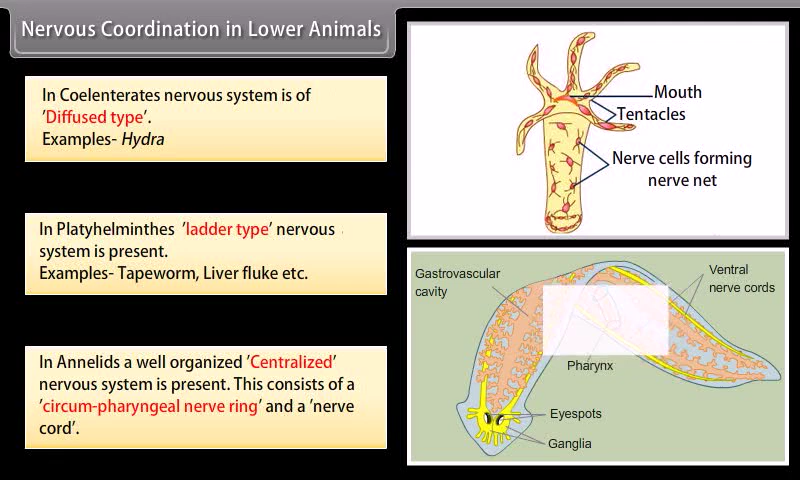 Nervous Coordination in Lower Animals
In Coelenterates nervous system is of
'Diffused type'.
Examples- Hydra
In Platyhelminthes 'ladder type' nervous
system is present.
Examples- Tapeworm, Liver fluke etc.
In Annelids a well organized 'Centralized'
nervous system is present. This consists of a
'circum-pharyngeal nerve ring' and a 'nerve
cord'.
Mouth
Tentacles
Nerve cells forming
nerve net
Gastrovascular
cavity
Ventral
nerve cords
Pharynx
Eyespots
Ganglia